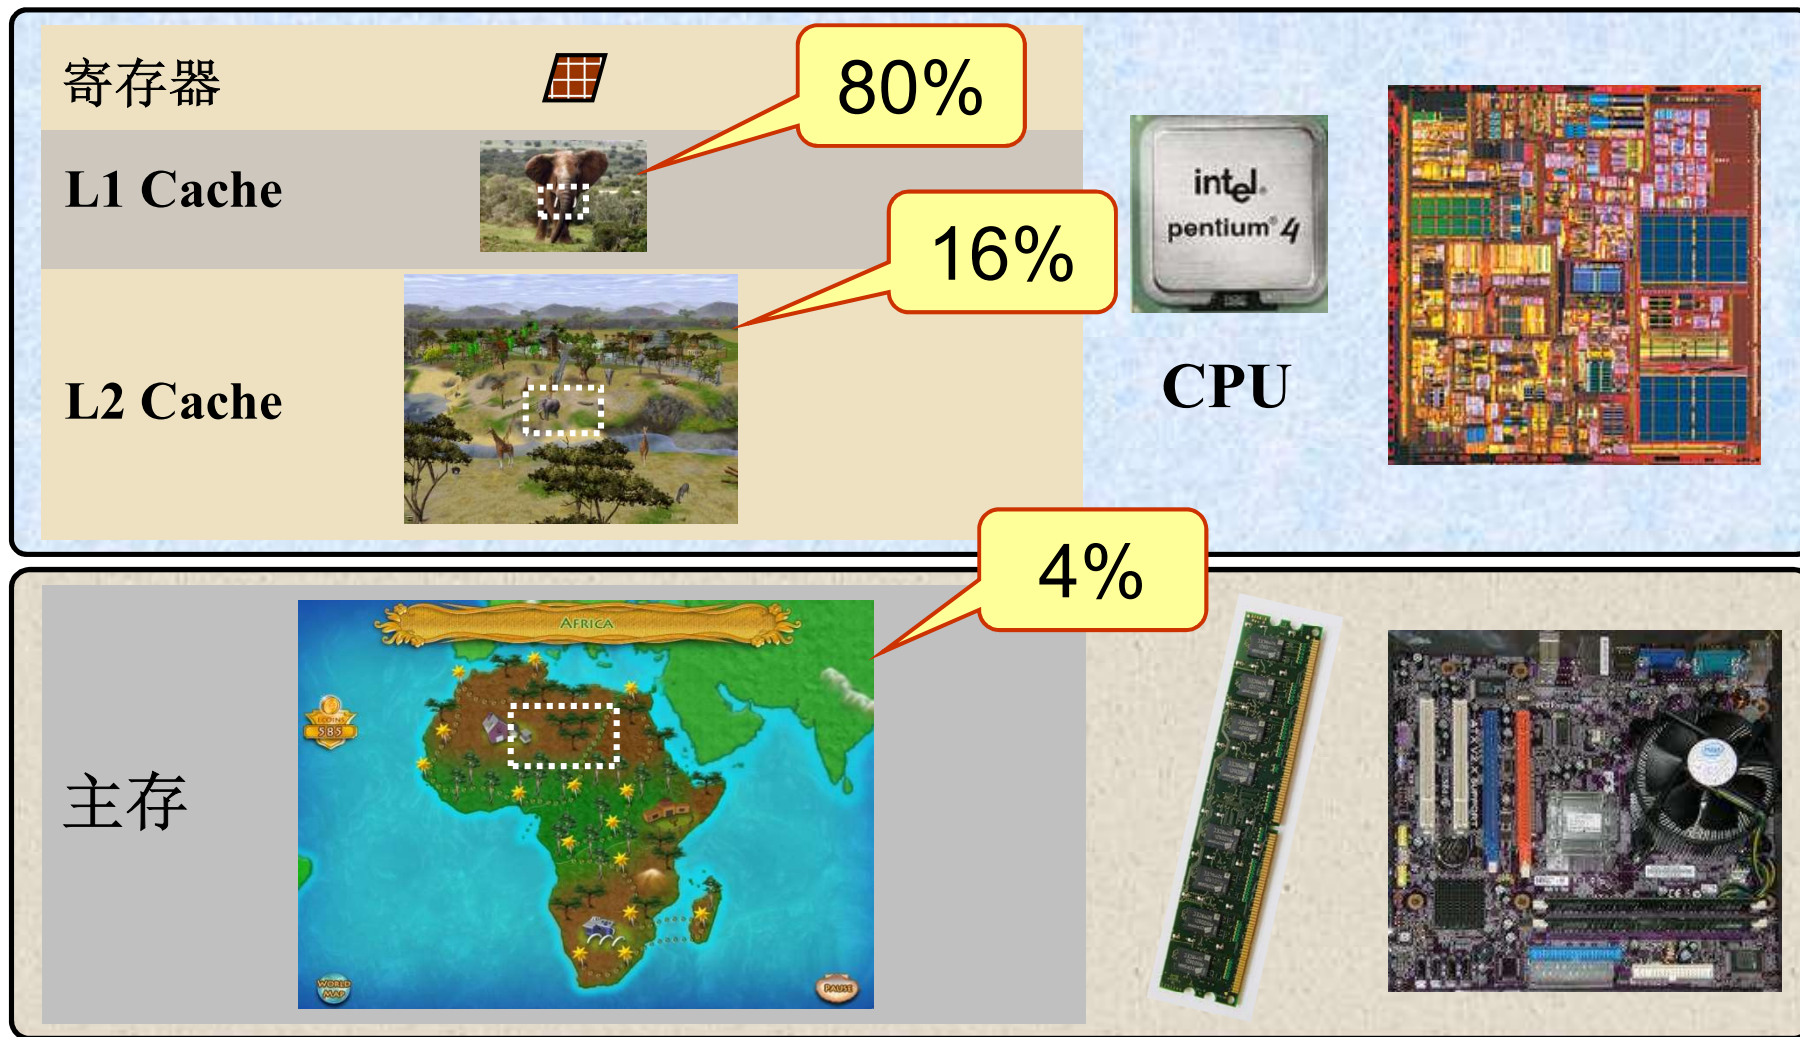 寄存器
80%
L1 Cache
16%
intel.
pentium® 4
L2 Cache
CPU
4%
AFRICA
585
主存
WORLD
MAP
PAUSE